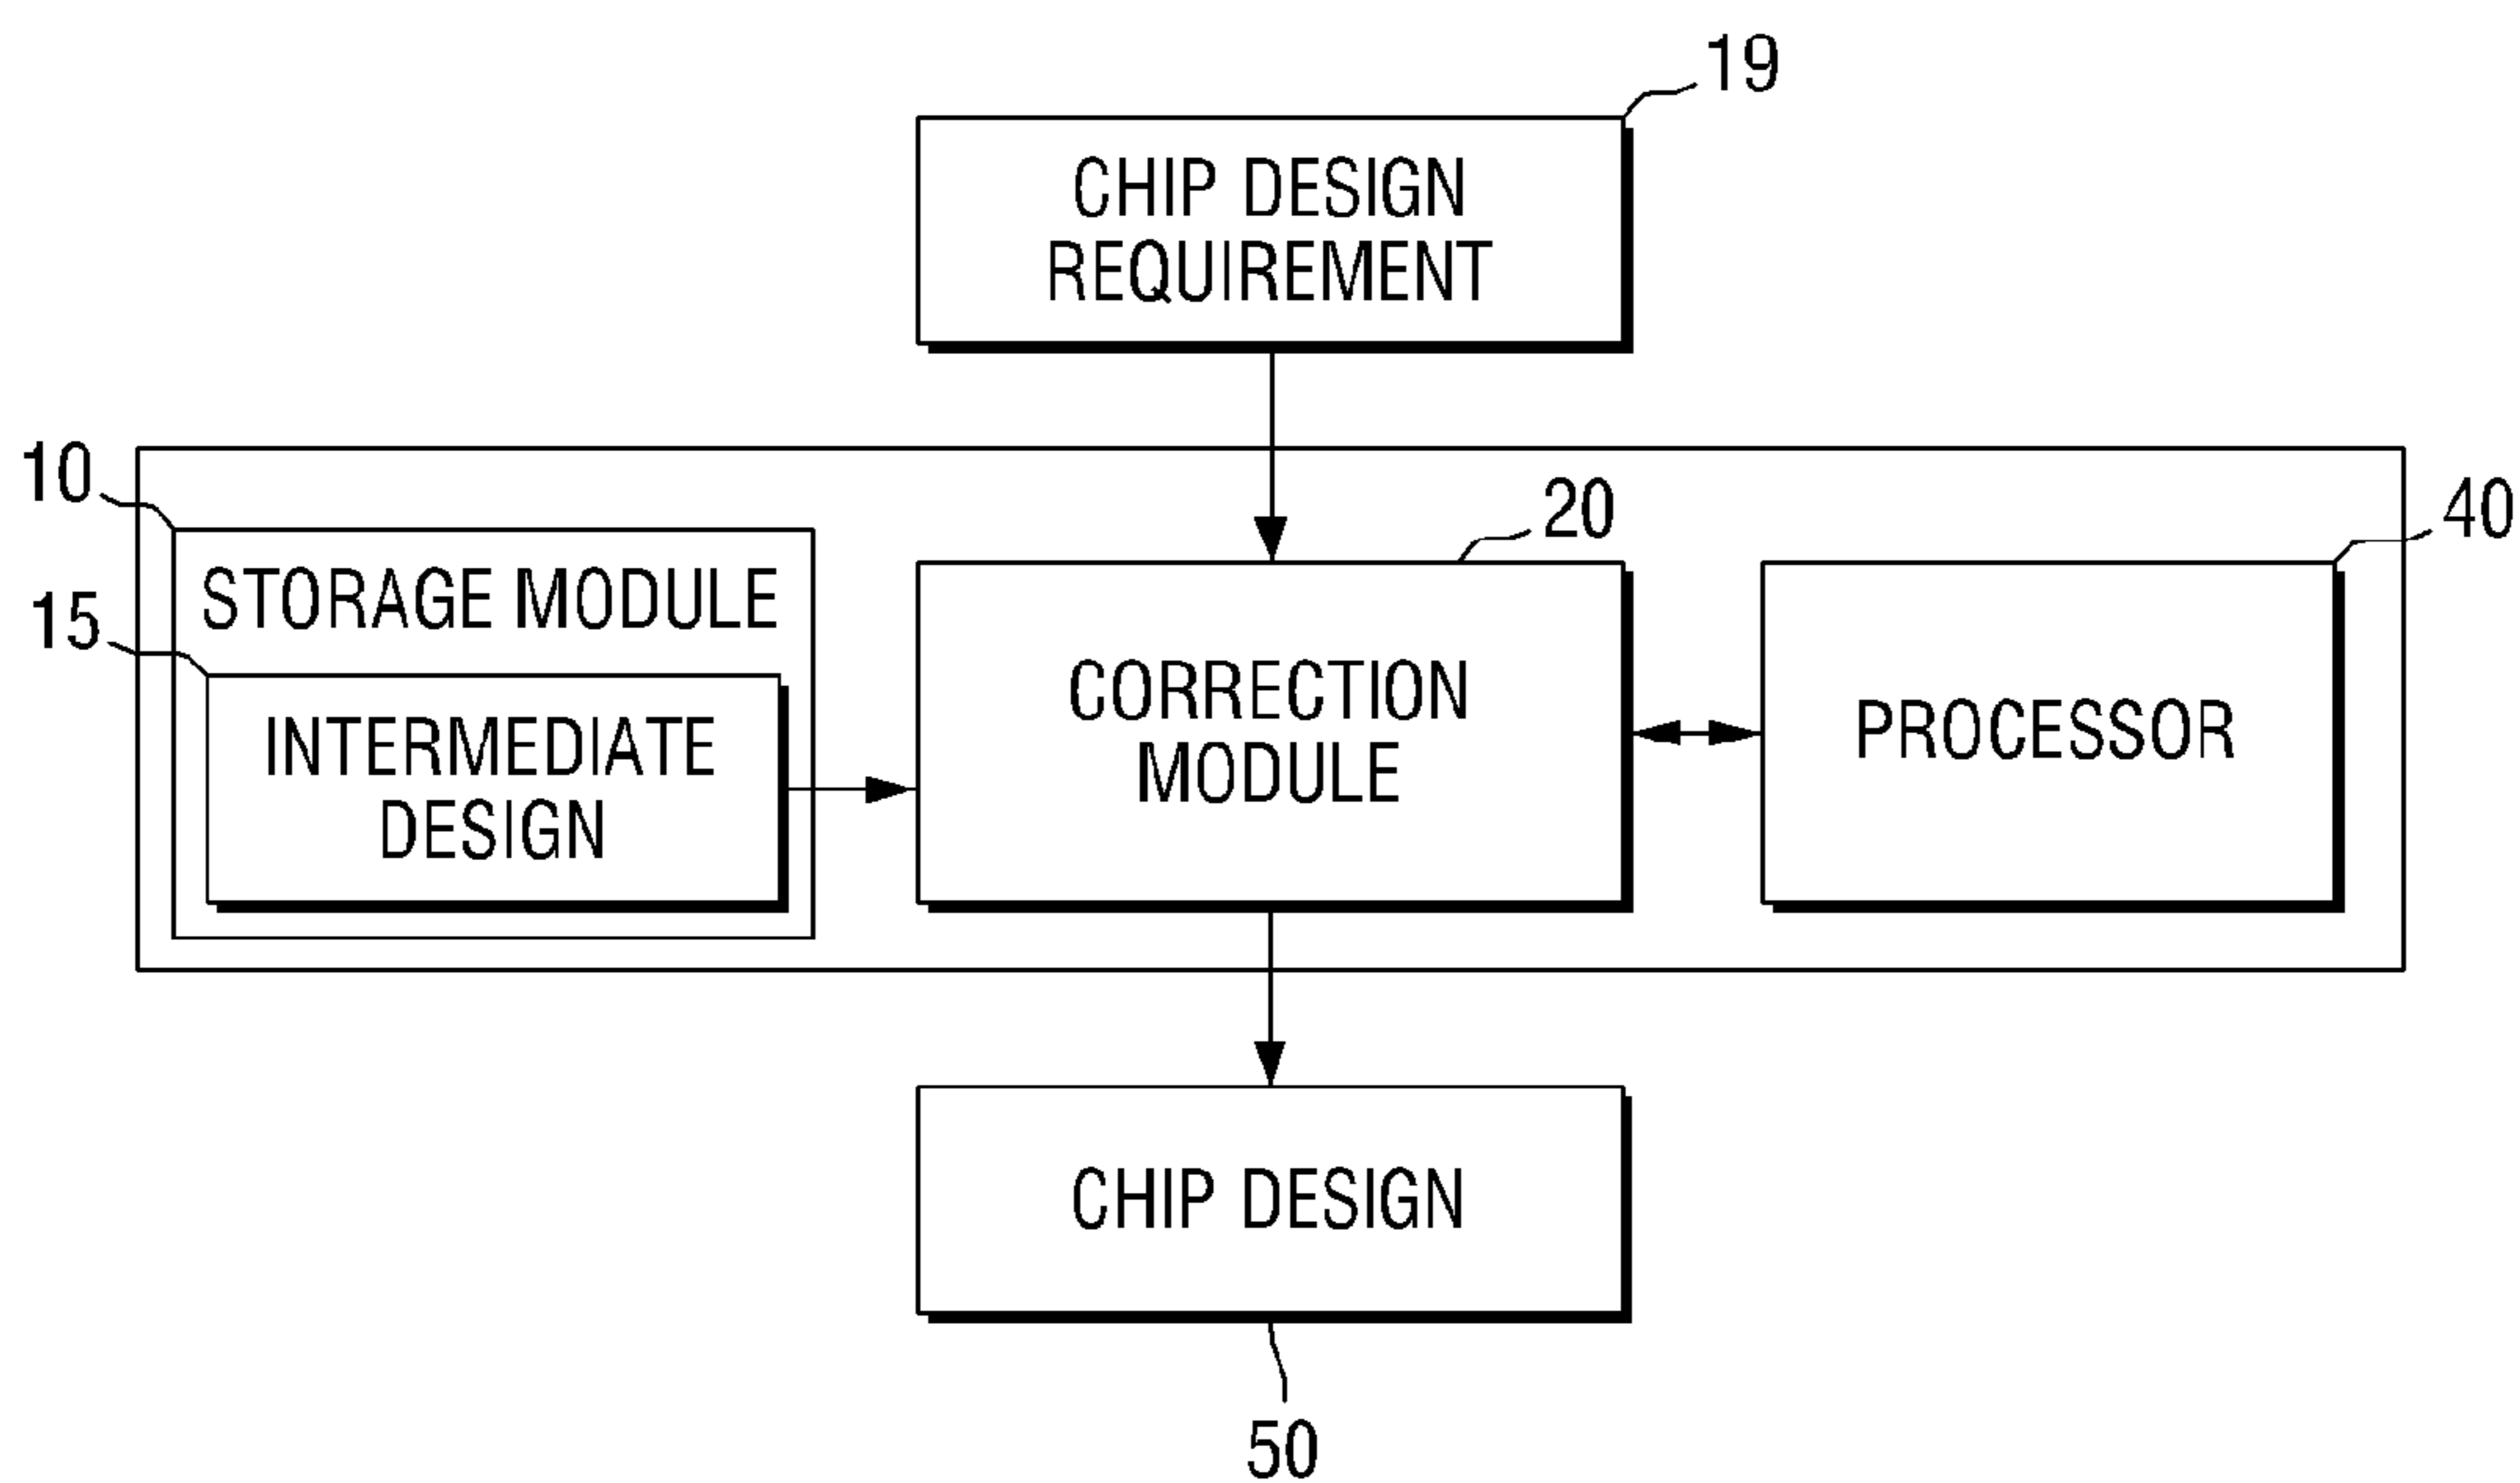 19
CHIP DESIGN
REQUIREMENT
10
20
40
STORAGE MODULE
15
INTERMEDIATE
DESIGN
CORRECTION
MODULE
PROCESSOR
CHIP DESIGN
50